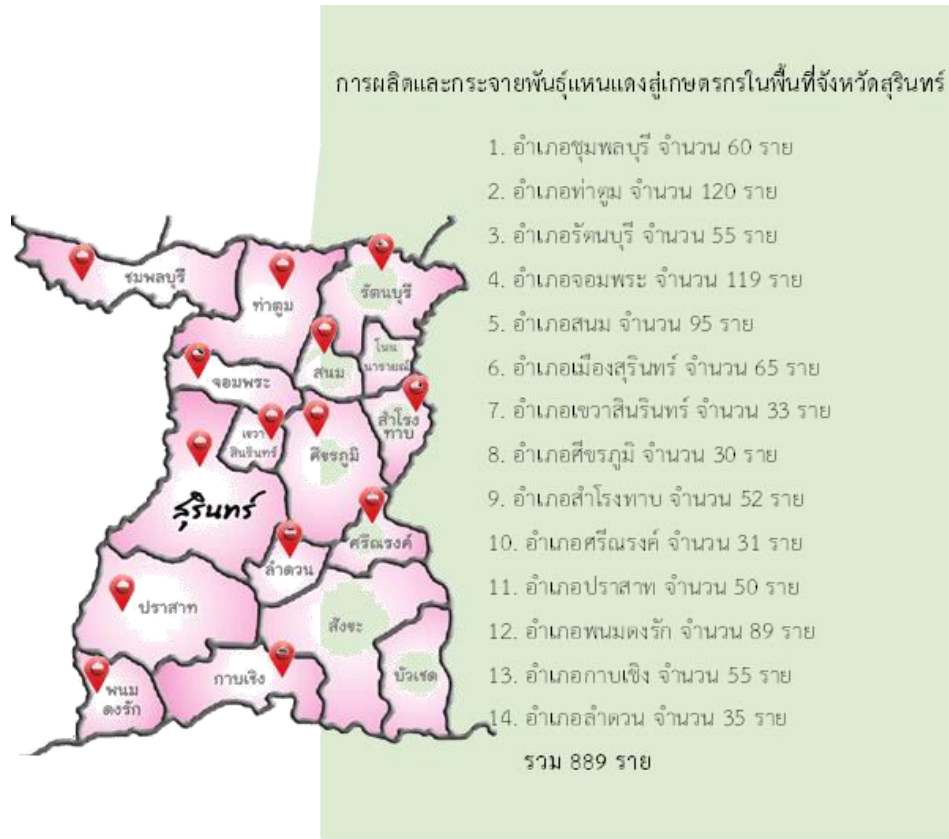 การผลิตและกระจายพันธุ์แหนแดงสู่เกษตรกรในพื้นที่จังหวัดสุรินทร์
1. อำเภอชุมพลบุรี จำนวน 60 ราย
2. อำเภอท่าตูม จำนวน 120 ราย
3. อำเภอรัตนบุรี จำนวน 55 ราย
4. อำเภอจอมพระ จำนวน 119 ราย
5. อำเภอสนม จำนวน 95 ราย
6. อำเภอเมืองสุรินทร์ จำนวน 65 ราย
7. อำเภอเขวาสินรินทร์ จำนวน 33 ราย
8. อำเภอศีขรภูมิ จำนวน 30 ราย
9. อำเภอสำโรงทาบ จำนวน 52 ราย
10. อำเภอศรีณรงค์ จำนวน 31 ราย
11. อำเภอปราสาท จำนวน 50 ราย
12. อำเภอพนมดงรัก จำนวน 89 ราย
13. อำเภอกาบเชิง จำนวน 55 ราย
14. อำเภอลำดวน จำนวน 35 ราย
รวม 889 ราย
ชุมพลบุรี
ท่าตูม
รัตนบุรี
สนม
โนน
นารายณ์
จอมพระ
เขวา
สินรินทร์
ศีขรภูมิ
สำโรง
ทาบ
สุรินทร์
ลำดวน
ศรีณรงค์
ปราสาท
สังขะ
บัวเชด
กาบเชิง
พนม
ดงรัก